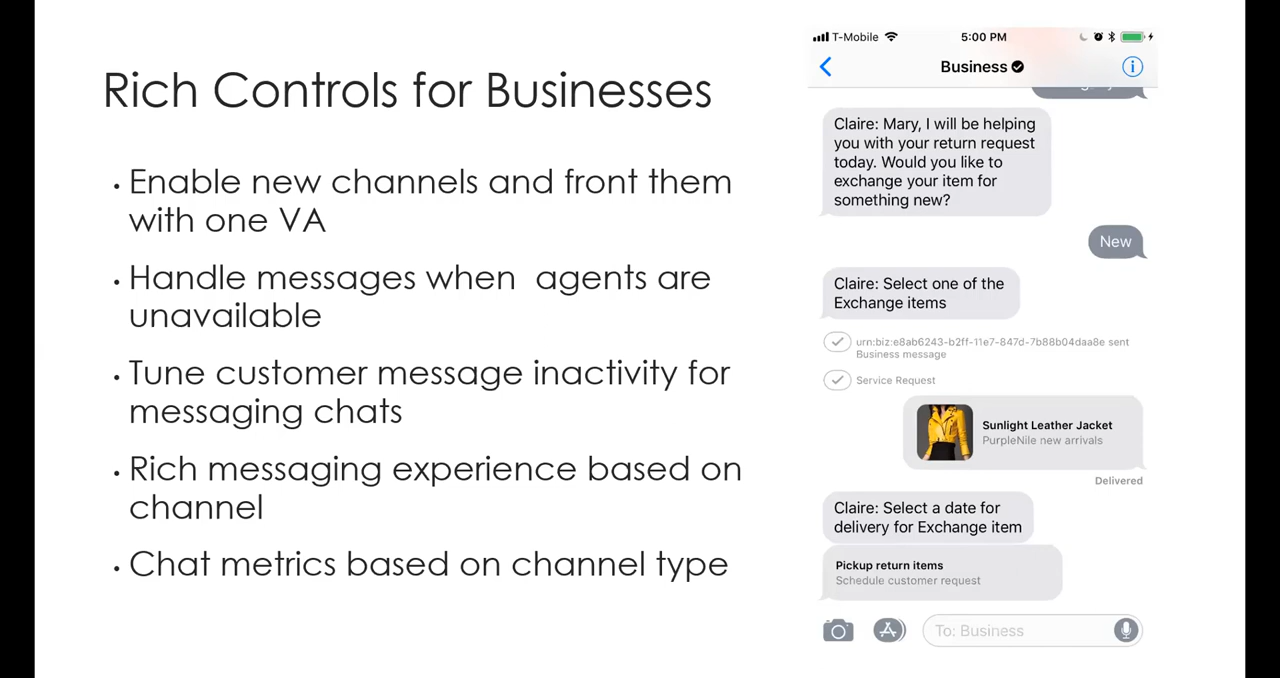 Rich Controls for Businesses
• Enable new channels and front them
with one VA
• Handle messages when agents are
unavailable
• Tune customer message inactivity for
messaging chats
• Rich messaging experience based on
channel
• Chat metrics based on channel type
T-Mobile 5:00 PM
Business
Claire: Mary, I will be helping
you with your return request
today. Would you like to
exchange your item for
something new?
New
Claire: Select one of the
Exchange items
urn:biz:e8ab6243-b2ff-11e7-847d-7b88b04daa8e sent
Business message
Service Request
Sunlight Leather Jacket
PurpleNile new arrivals
Delivered
Claire: Select a date for
delivery for Exchange item
Pickup return items
Schedule customer request
To: Business